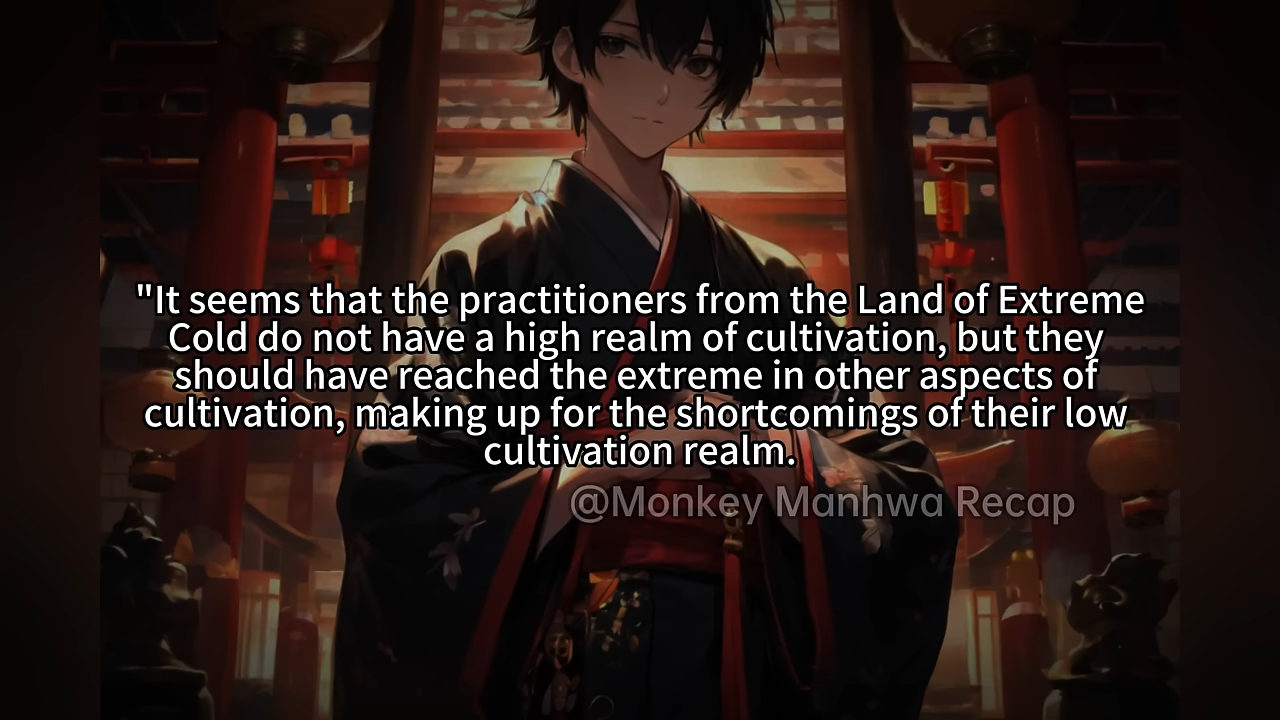 "It seems that the practitioners from the Land of Extreme
Cold do not have a high realm of cultivation, but they
should have reached the extreme in other aspects of
cultivation, making up for the shortcomings of their low
cultivation realm.
@Monkey Manhwa Recap